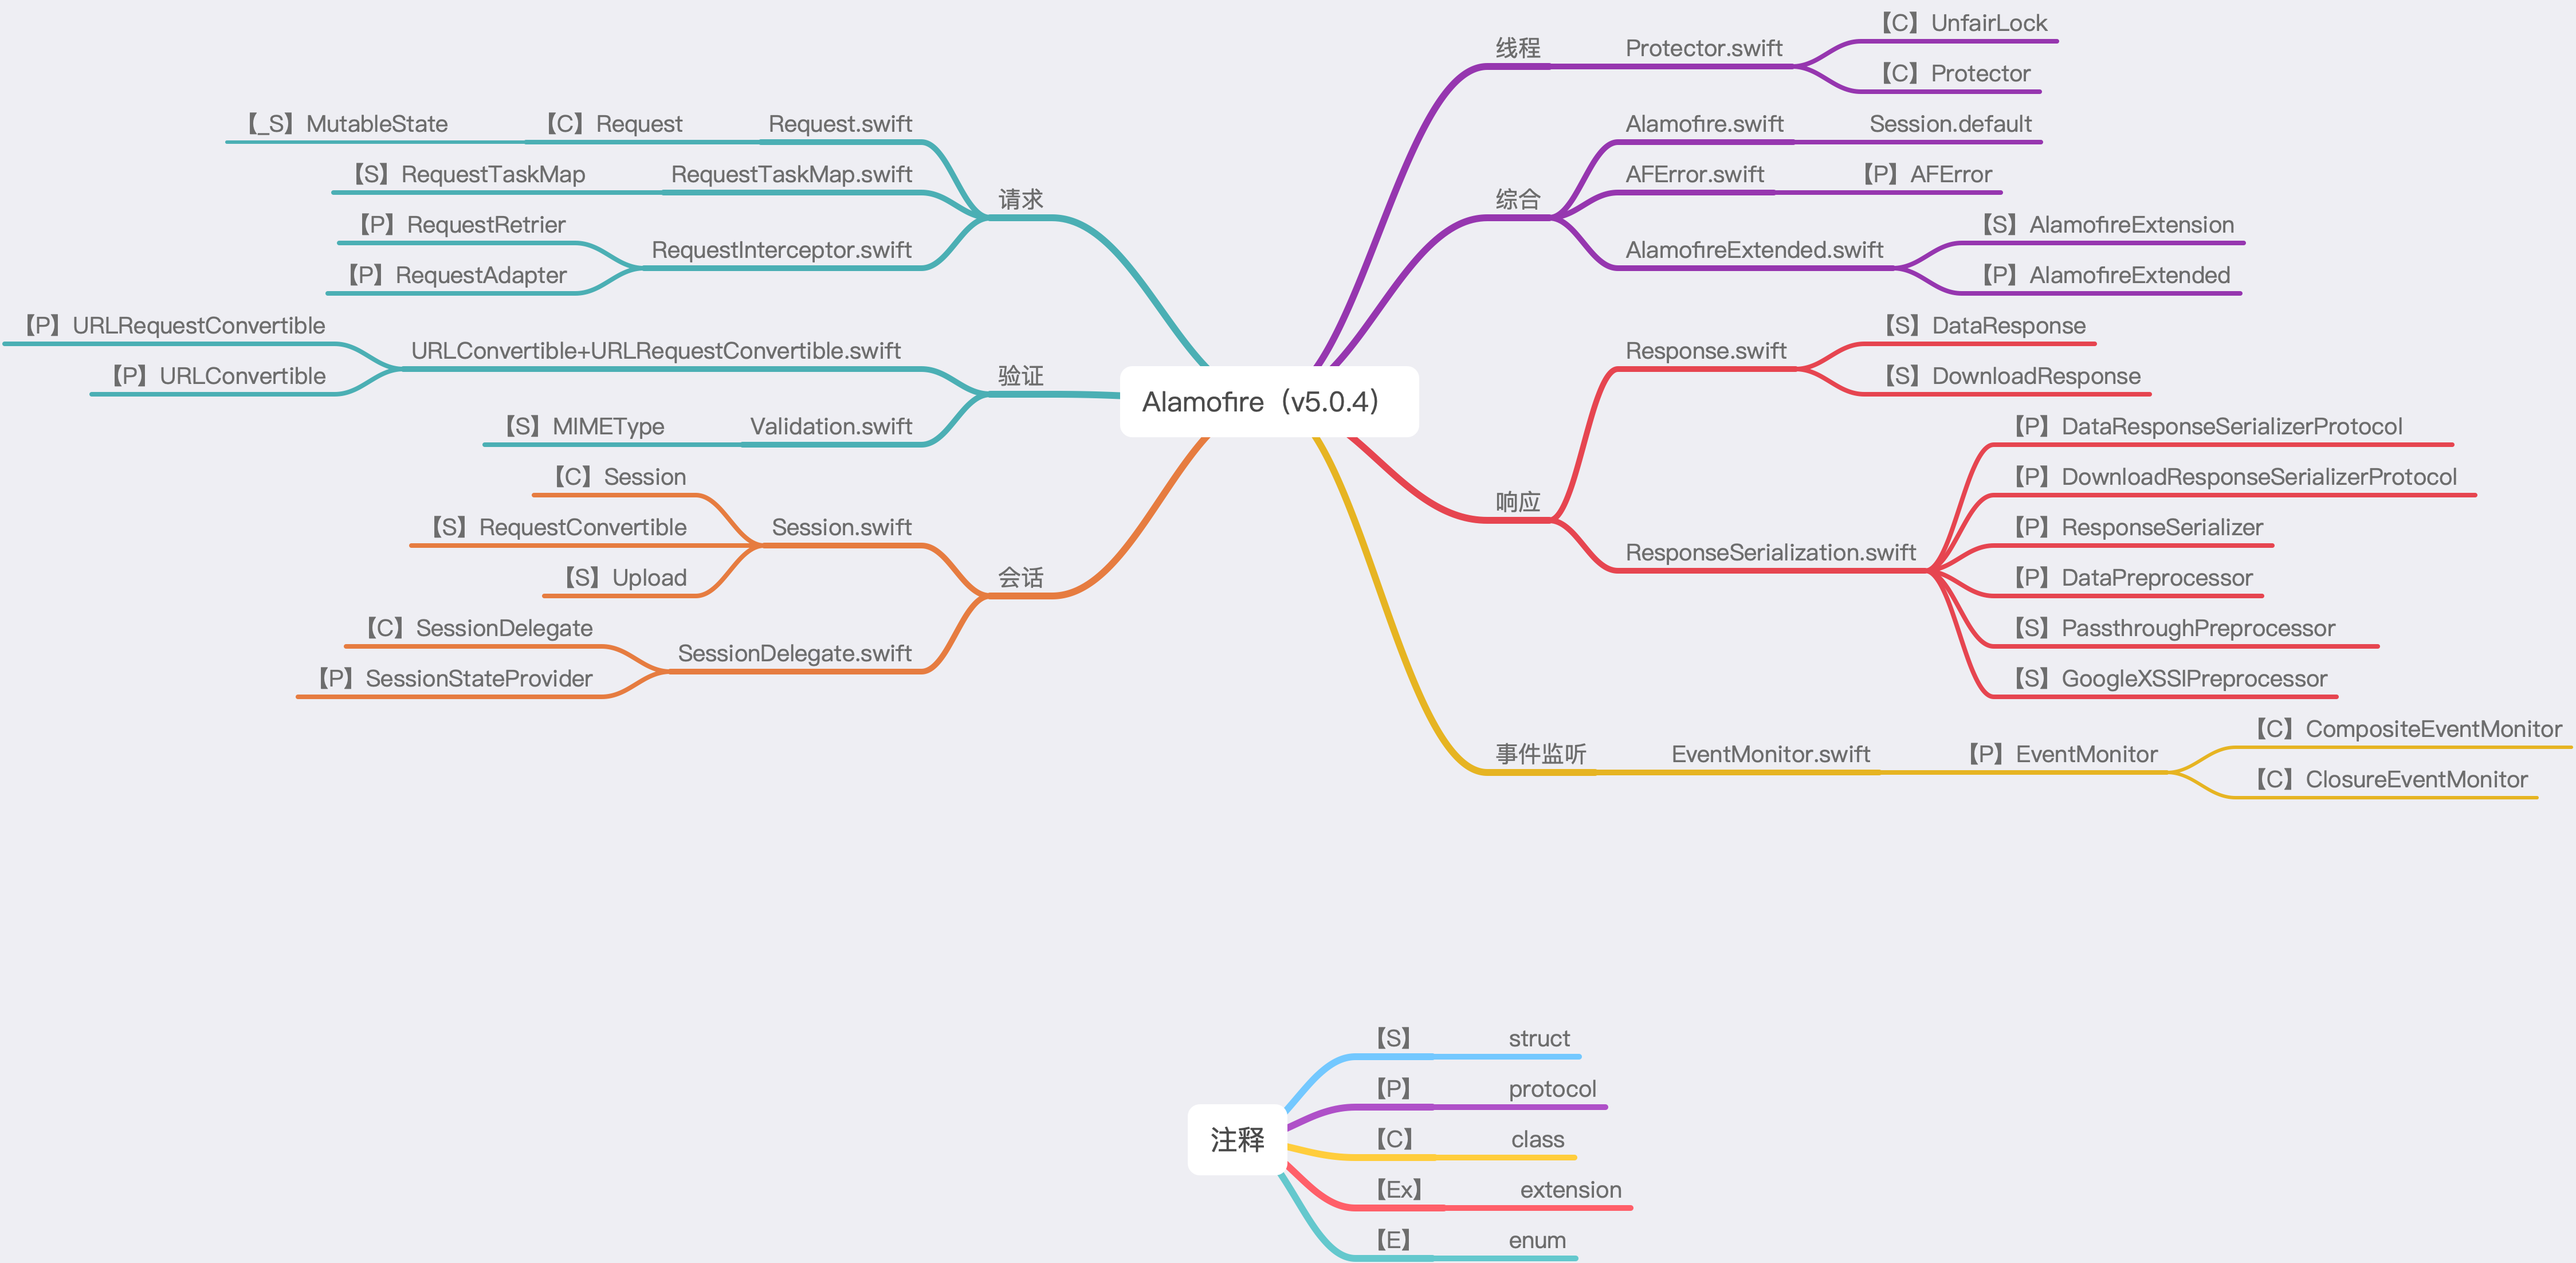 Alamofire（v5.0.4）
请求
Request.swift
【C】Request
【_S】MutableState
RequestTaskMap.swift
【S】RequestTaskMap
RequestInterceptor.swift
【P】RequestRetrier
【P】RequestAdapter
验证
URLConvertible+URLRequestConvertible.swift
【P】URLRequestConvertible
【P】URLConvertible
Validation.swift
【S】MIMEType
会话
Session.swift
【C】Session
【S】RequestConvertible
【S】Upload
SessionDelegate.swift
【C】SessionDelegate
【P】SessionStateProvider
线程
Protector.swift
【C】UnfairLock
【C】Protector
综合
Alamofire.swift
Session.default
AFError.swift
【P】AFError
AlamofireExtended.swift
【S】AlamofireExtension
【P】AlamofireExtended
响应
Response.swift
【S】DataResponse
【S】DownloadResponse
ResponseSerialization.swift
【P】DataResponseSerializerProtocol
【P】DownloadResponseSerializerProtocol
【P】ResponseSerializer
【P】DataPreprocessor
【S】PassthroughPreprocessor
【S】GoogleXSSIPreprocessor
事件监听
EventMonitor.swift
【P】EventMonitor
【C】CompositeEventMonitor
【C】ClosureEventMonitor
注释
【S】 struct
【P】 protocol
【C】 class
【Ex】 extension
【E】 enum